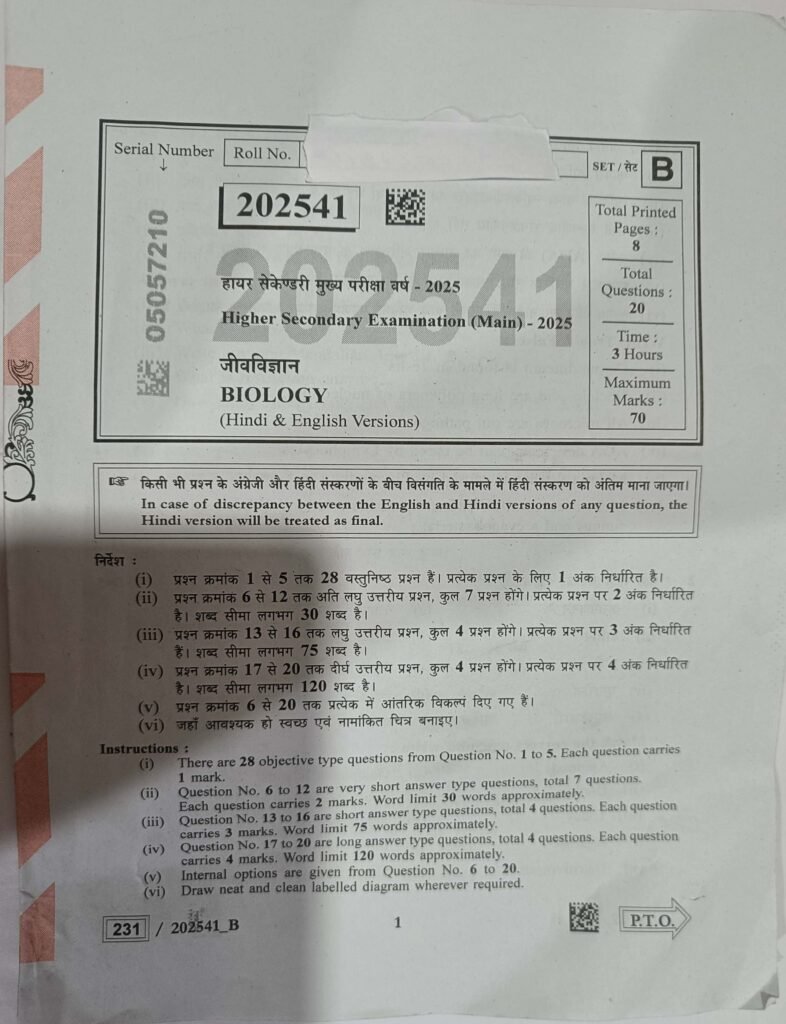 Serial Number
↓
Roll No.
SET / सेट B
202541
05057210
Total Printed
Pages :
8
Total
Questions :
20
Time :
3 Hours
Maximum
Marks :
70
202541
हायर सेकेण्डरी मुख्य परीक्षा वर्ष - 2025
Higher Secondary Examination (Main) - 2025
जीवविज्ञान
BIOLOGY
(Hindi & English Versions)
☞ किसी भी प्रश्न के अंग्रेजी और हिंदी संस्करणों के बीच विसंगति के मामले में हिंदी संस्करण को अंतिम माना जाएगा।
In case of discrepancy between the English and Hindi versions of any question, the
Hindi version will be treated as final.
निर्देश :
(i) प्रश्न क्रमांक 1 से 5 तक 28 वस्तुनिष्ठ प्रश्न हैं। प्रत्येक प्रश्न के लिए 1 अंक निर्धारित है।
(ii) प्रश्न क्रमांक 6 से 12 तक अति लघु उत्तरीय प्रश्न, कुल 7 प्रश्न होंगे। प्रत्येक प्रश्न पर 2 अंक निर्धारित
है। शब्द सीमा लगभग 30 शब्द है।
(iii) प्रश्न क्रमांक 13 से 16 तक लघु उत्तरीय प्रश्न, कुल 4 प्रश्न होंगे। प्रत्येक प्रश्न पर 3 अंक निर्धारित
हैं। शब्द सीमा लगभग 75 शब्द है।
(iv) प्रश्न क्रमांक 17 से 20 तक दीर्घ उत्तरीय प्रश्न, कुल 4 प्रश्न होंगे। प्रत्येक प्रश्न पर 4 अंक निर्धारित
है। शब्द सीमा लगभग 120 शब्द है।
(v) प्रश्न क्रमांक 6 से 20 तक प्रत्येक में आंतरिक विकल्प दिए गए हैं।
(vi) जहाँ आवश्यक हो स्वच्छ एवं नामांकित चित्र बनाइए।
Instructions :
(i) There are 28 objective type questions from Question No. 1 to 5. Each question carries
1 mark.
(ii) Question No. 6 to 12 are very short answer type questions, total 7 questions.
Each question carries 2 marks. Word limit 30 words approximately.
(iii) Question No. 13 to 16 are short answer type questions, total 4 questions. Each question
carries 3 marks. Word limit 75 words approximately.
(iv) Question No. 17 to 20 are long answer type questions, total 4 questions. Each question
carries 4 marks. Word limit 120 words approximately.
(v) Internal options are given from Question No. 6 to 20.
(vi) Draw neat and clean labelled diagram wherever required.
231 / 202541_B
1
P.T.O.